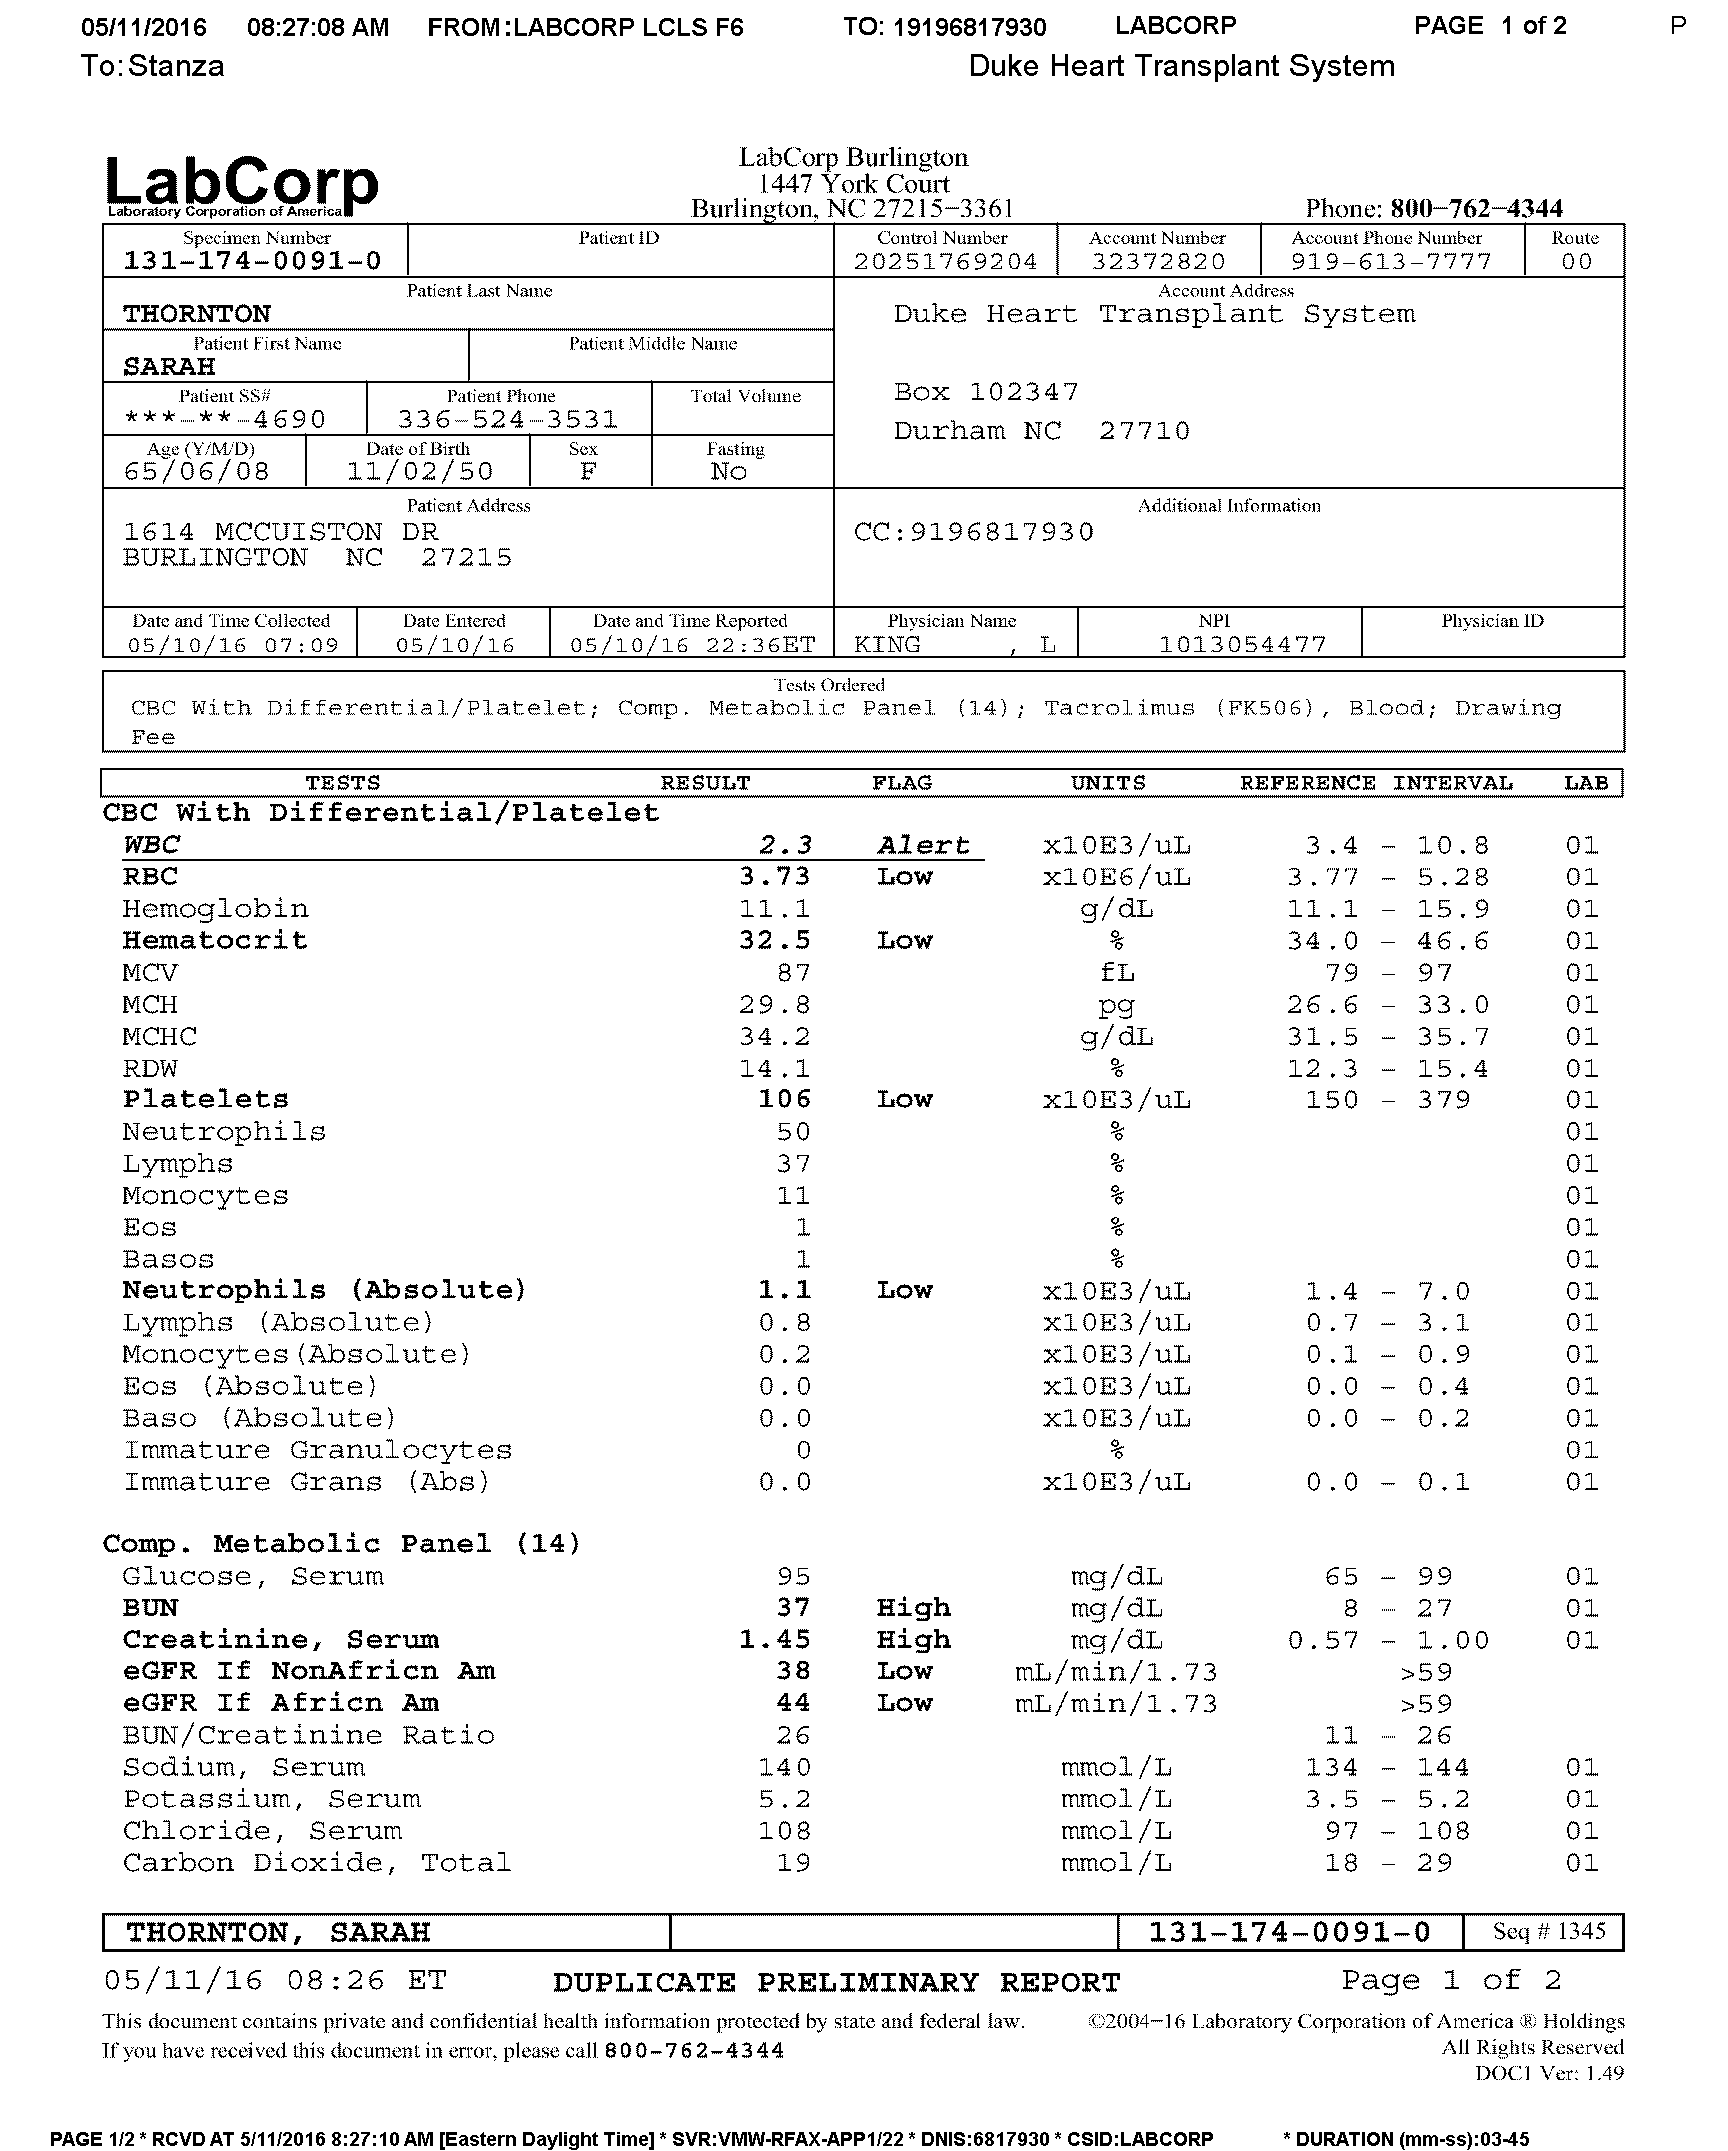 05/11/2016 08:27:08 AM FROM:LABCORP LCLS F6 TO: 19196817930 LABCORP PAGE 1 of 2 P
To:Stanza Duke Heart Transplant System
LabCorp
Laboratory Corporation of America
LabCorp Burlington
1447 York Court
Burlington, NC 27215-3361 Phone: 800-762-4344
Specimen Number Patient ID Control Number Account Number Account Phone Number Route
131-174-0091-0 20251769204 32372820 919-613-7777 00
Patient Last Name Account Address
THORNTON Duke Heart Transplant System
Patient First Name Patient Middle Name
SARAH
Patient SS# Patient Phone Total Volume Box 102347
***-**-4690 336-524-3531
Durham NC 27710
Age (Y/M/D) Date of Birth Sex Fasting
65/06/08 11/02/50 F No
Patient Address Additional Information
1614 MCCUISTON DR CC:9196817930
BURLINGTON NC 27215
Date and Time Collected Date Entered Date and Time Reported Physician Name NPI Physician ID
05/10/16 07:09 05/10/16 05/10/16 22:36ET KING , L 1013054477
Tests Ordered
CBC With Differential/Platelet; Comp. Metabolic Panel (14); Tacrolimus (FK506), Blood; Drawing
Fee
TESTS RESULT FLAG UNITS REFERENCE INTERVAL LAB
CBC With Differential/Platelet
WBC 2.3 Alert x10E3/uL 3.4 - 10.8 01
RBC 3.73 Low x10E6/uL 3.77 - 5.28 01
Hemoglobin 11.1 g/dL 11.1 - 15.9 01
Hematocrit 32.5 Low % 34.0 - 46.6 01
MCV 87 fL 79 - 97 01
MCH 29.8 pg 26.6 - 33.0 01
MCHC 34.2 g/dL 31.5 - 35.7 01
RDW 14.1 % 12.3 - 15.4 01
Platelets 106 Low x10E3/uL 150 - 379 01
Neutrophils 50 % 01
Lymphs 37 % 01
Monocytes 11 % 01
Eos 1 % 01
Basos 1 % 01
Neutrophils (Absolute) 1.1 Low x10E3/uL 1.4 - 7.0 01
Lymphs (Absolute) 0.8 x10E3/uL 0.7 - 3.1 01
Monocytes(Absolute) 0.2 x10E3/uL 0.1 - 0.9 01
Eos (Absolute) 0.0 x10E3/uL 0.0 - 0.4 01
Baso (Absolute) 0.0 x10E3/uL 0.0 - 0.2 01
Immature Granulocytes 0 % 01
Immature Grans (Abs) 0.0 x10E3/uL 0.0 - 0.1 01
Comp. Metabolic Panel (14)
Glucose, Serum 95 mg/dL 65 - 99 01
BUN 37 High mg/dL 8 - 27 01
Creatinine, Serum 1.45 High mg/dL 0.57 - 1.00 01
eGFR If NonAfricn Am 38 Low mL/min/1.73 >59
eGFR If Africn Am 44 Low mL/min/1.73 >59
BUN/Creatinine Ratio 26 11 - 26
Sodium, Serum 140 mmol/L 134 - 144 01
Potassium, Serum 5.2 mmol/L 3.5 - 5.2 01
Chloride, Serum 108 mmol/L 97 - 108 01
Carbon Dioxide, Total 19 mmol/L 18 - 29 01
THORNTON, SARAH 131-174-0091-0 Seq # 1345
05/11/16 08:26 ET DUPLICATE PRELIMINARY REPORT Page 1 of 2
This document contains private and confidential health information protected by state and federal law. ©2004-16 Laboratory Corporation of America ® Holdings
If you have received this document in error, please call 800-762-4344 All Rights Reserved
DOC1 Ver: 1.49
PAGE 1/2 * RCVD AT 5/11/2016 8:27:10 AM [Eastern Daylight Time] * SVR:VMW-RFAX-APP1/22 * DNIS:6817930 * CSID:LABCORP * DURATION (mm-ss):03-45